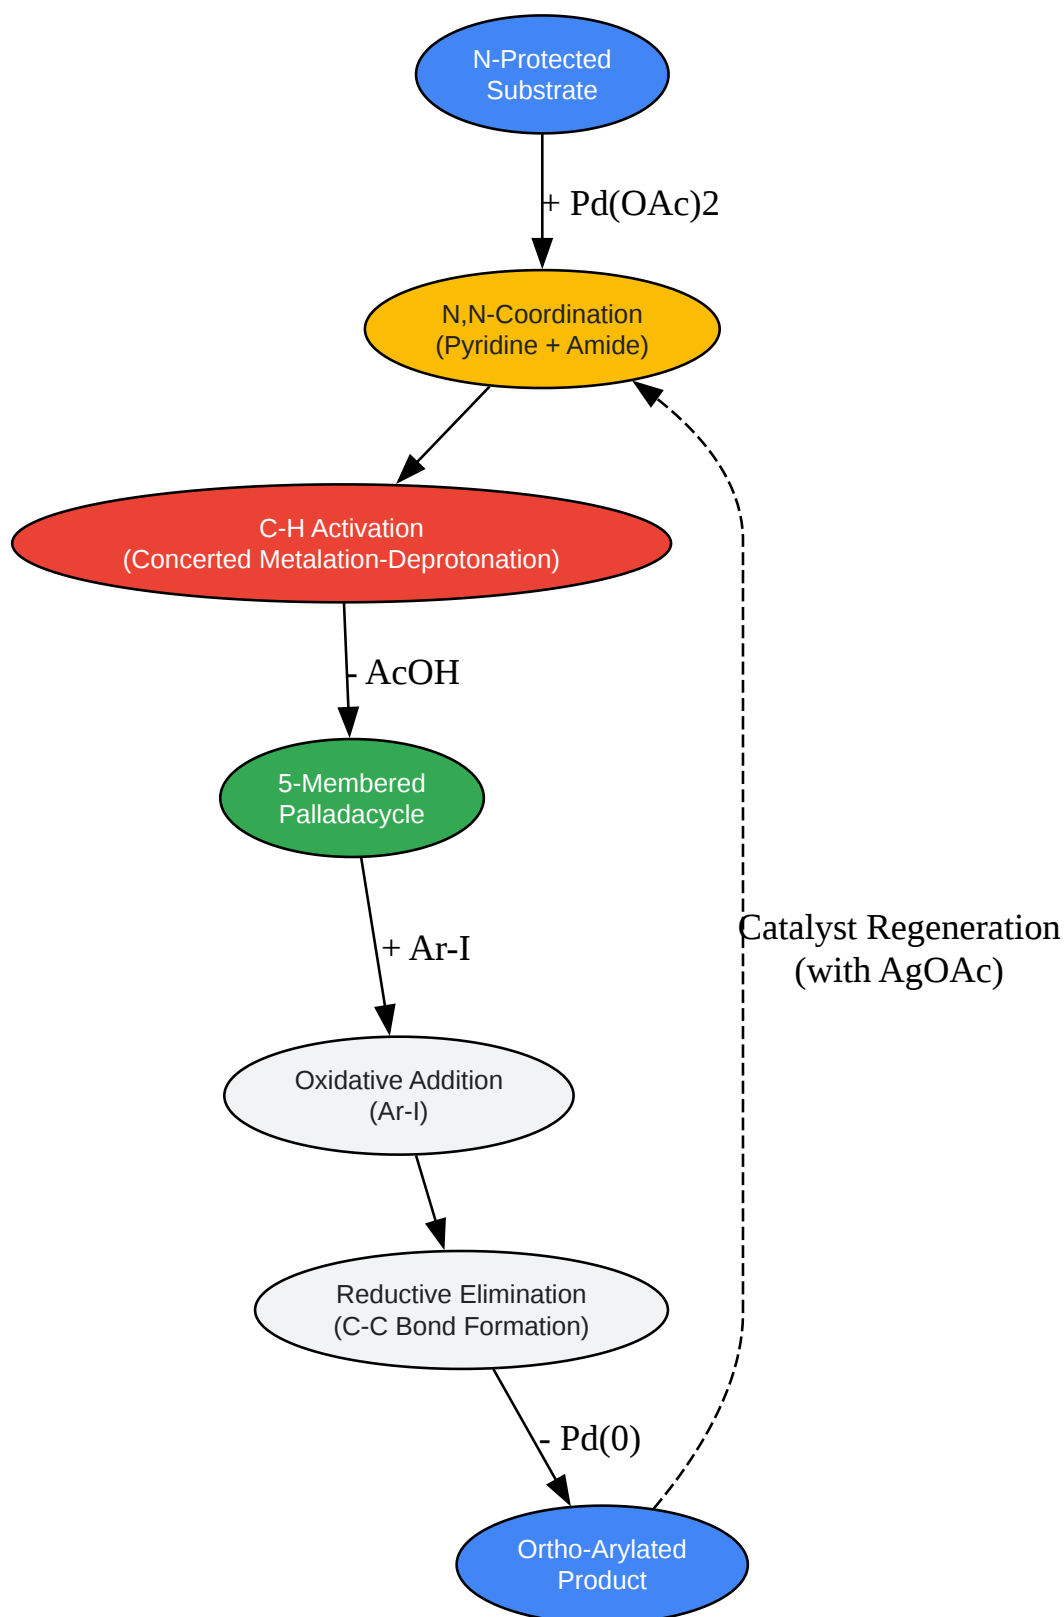 N-Protected
Substrate
+ Pd(OAc)2
N,N-Coordination
(Pyridine + Amide)
C-H Activation
(Concerted Metalation-Deprotonation)
- AcOH
5-Membered
Palladacycle
+ Ar-I
Catalyst Regeneration
(with AgOAc)
Oxidative Addition
(Ar-I)
Reductive Elimination
(C-C Bond Formation)
- Pd(0)
Ortho-Arylated
Product